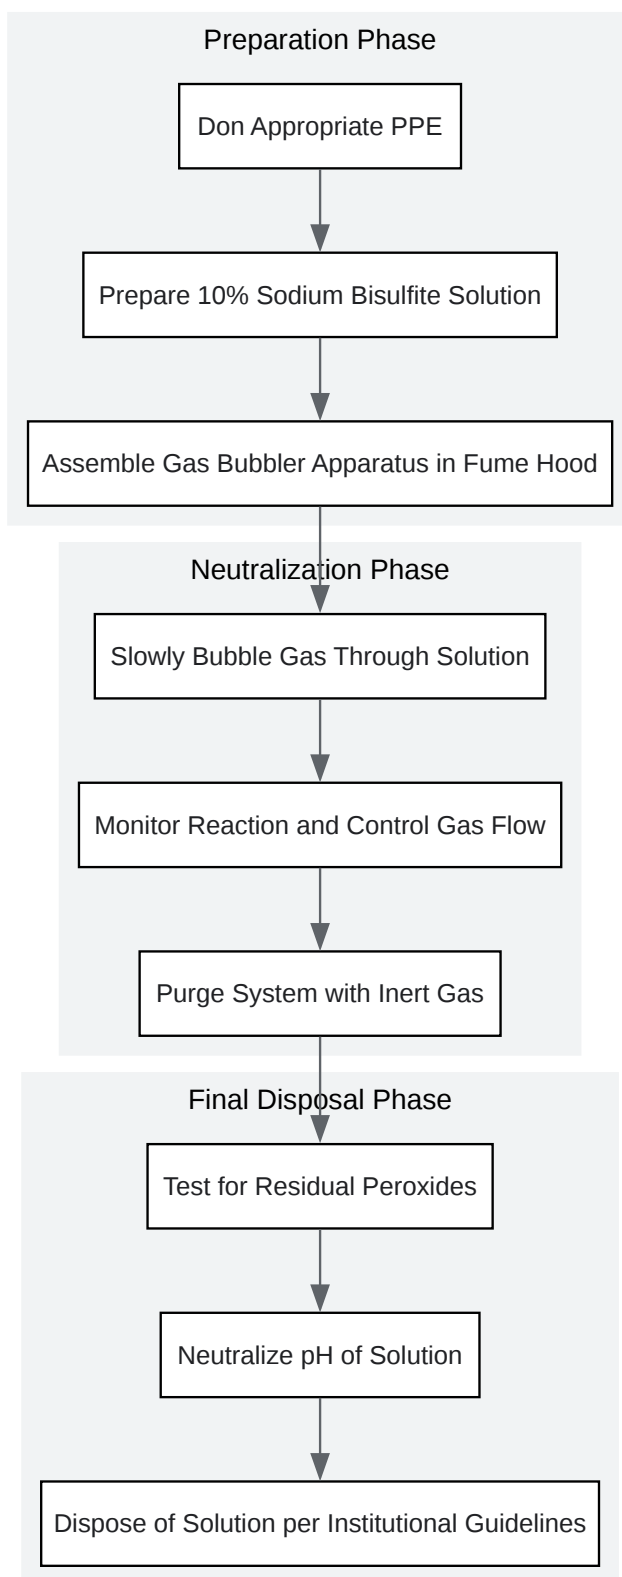 Preparation Phase
Don Appropriate PPE
Prepare 10% Sodium Bisulfite Solution
Assemble Gas Bubbler Apparatus in Fume Hood
Neutralization Phase
Slowly Bubble Gas Through Solution
Monitor Reaction and Control Gas Flow
Purge System with Inert Gas
Final Disposal Phase
Test for Residual Peroxides
Neutralize pH of Solution
Dispose of Solution per Institutional Guidelines